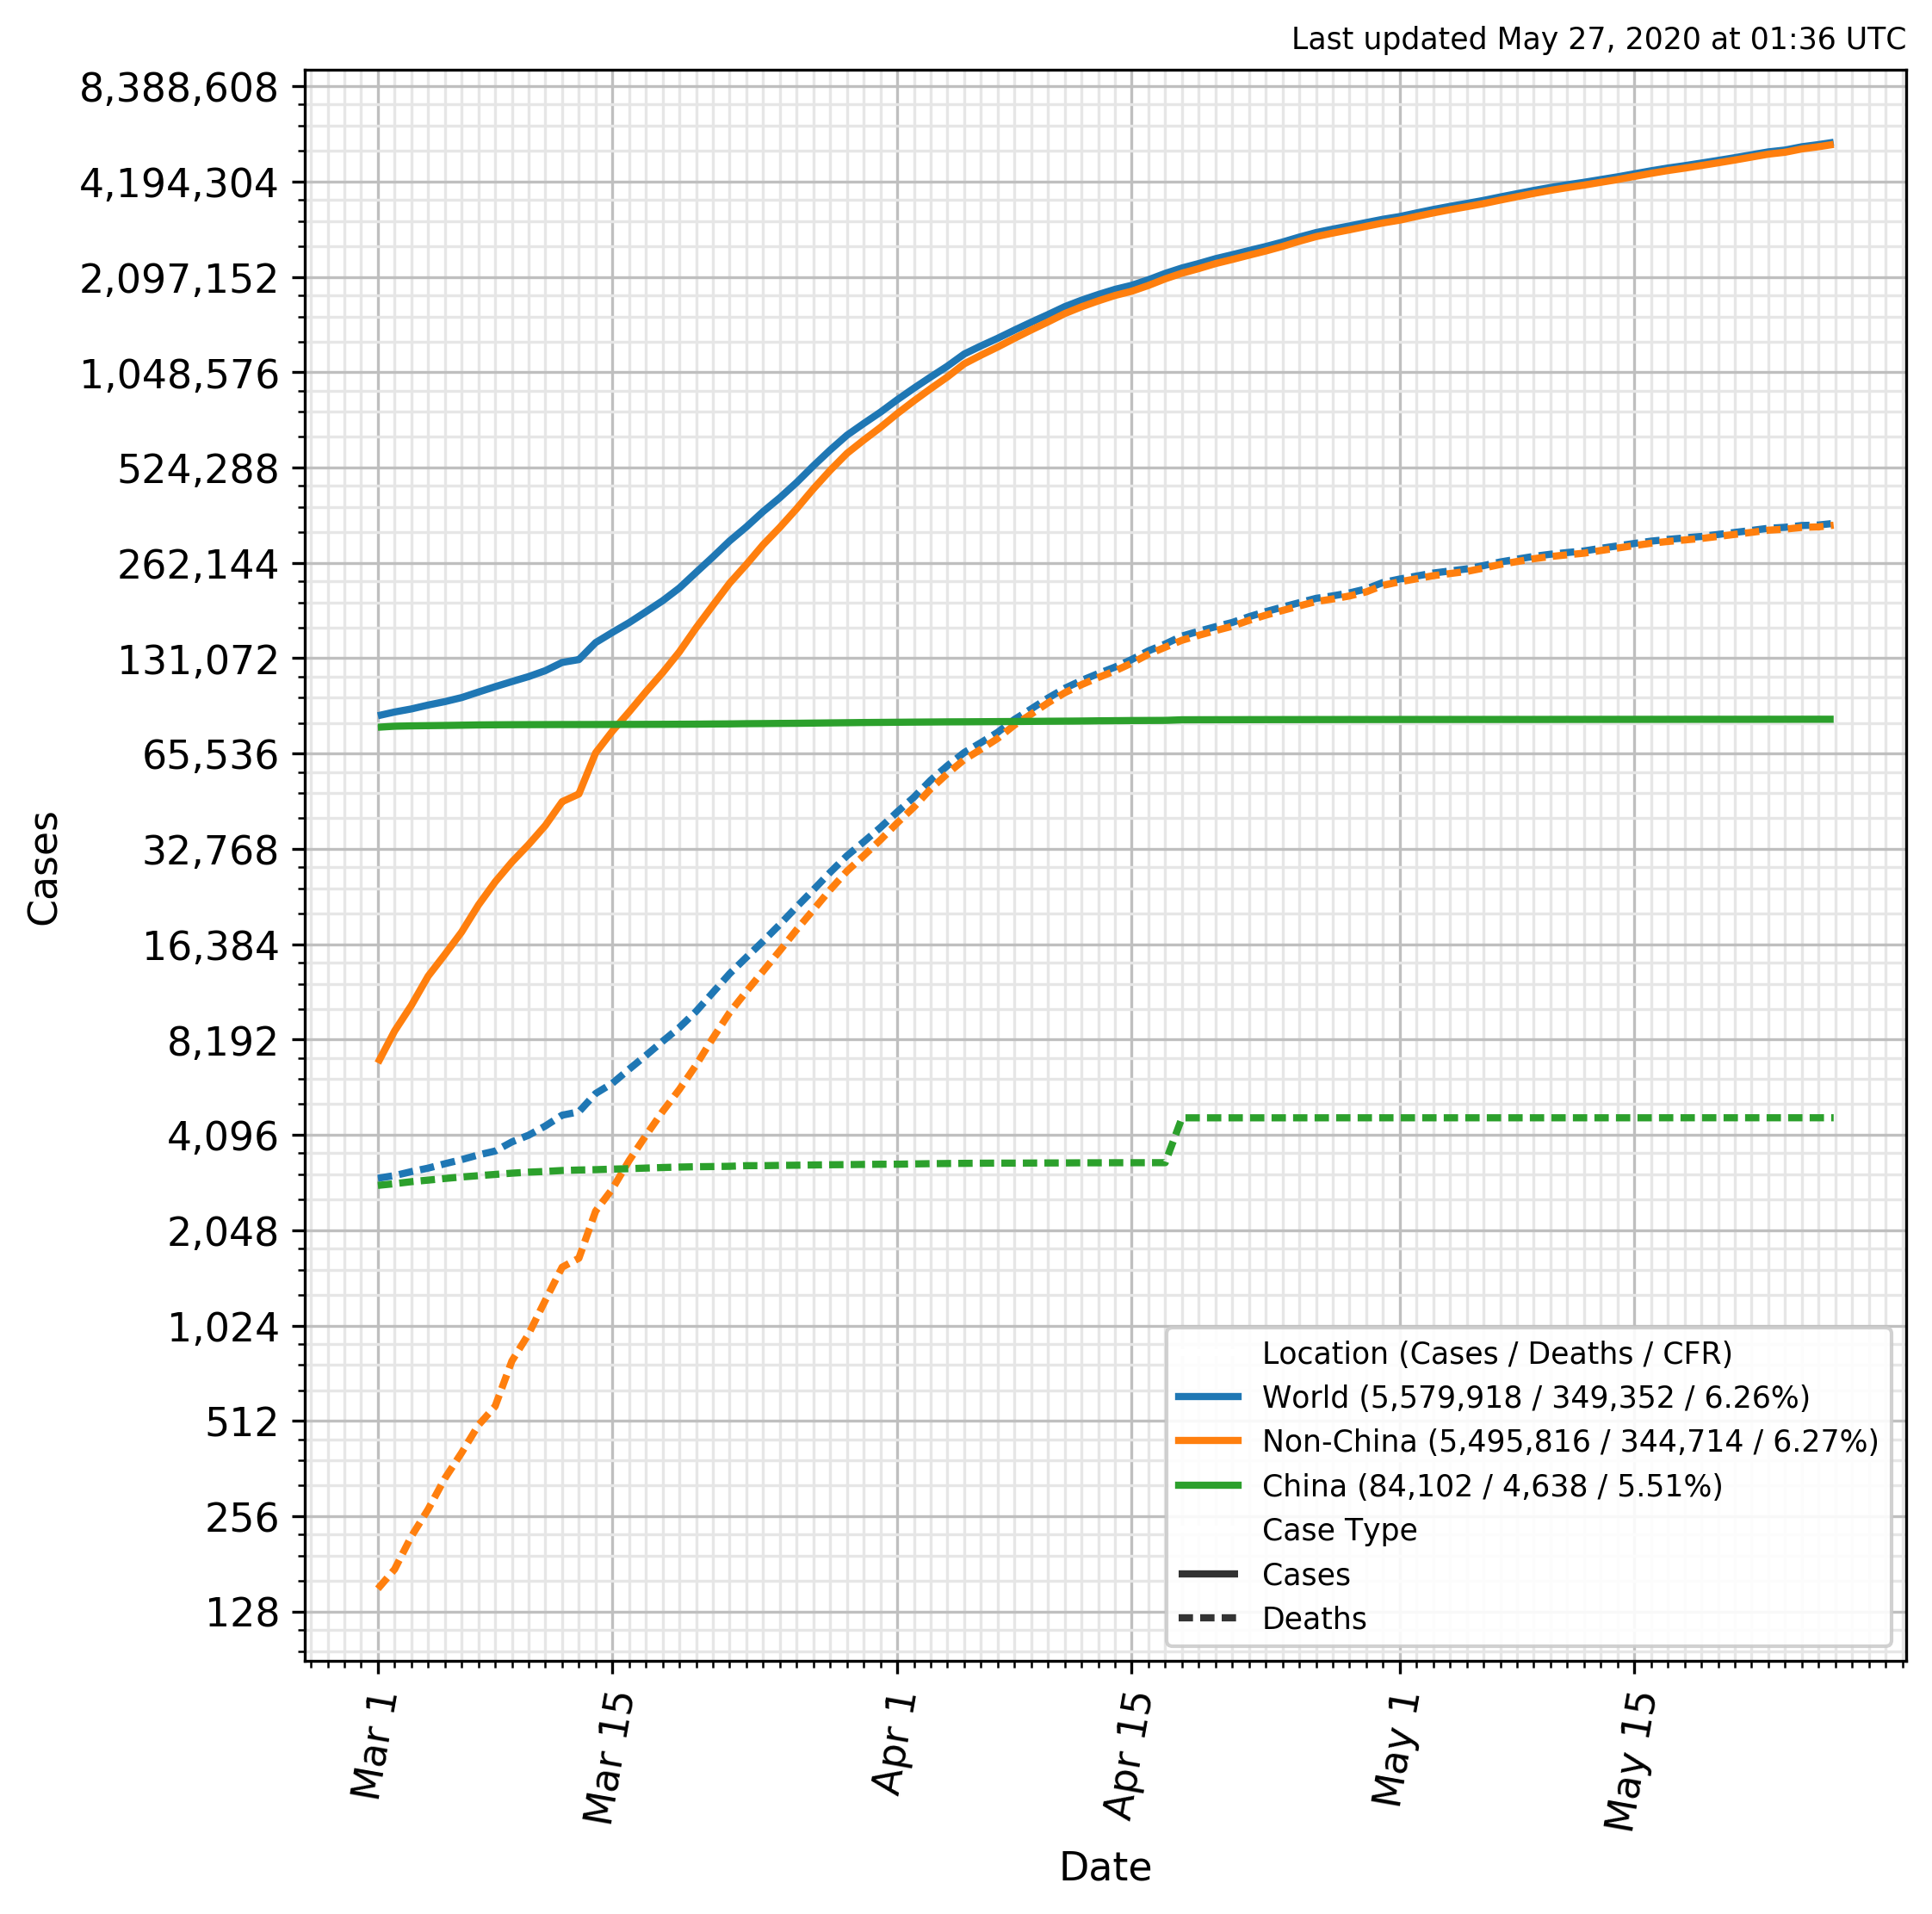 Last updated May 27, 2020 at 01:36 UTC
8,388,608
4,194,304
2,097,152
1,048,576
524,288
262,144
131,072
65,536
32,768
16,384
8,192
4,096
2,048
1,024
512
256
128
Cases
Location (Cases / Deaths / CFR)
World (5,579,918 / 349,352 / 6.26%)
Non-China (5,495,816 / 344,714 / 6.27%)
China (84,102 / 4,638 / 5.51%)
Case Type
Cases
Deaths
Mar 1
Mar 15
Apr 1
Apr 15
May 1
May 15
Date